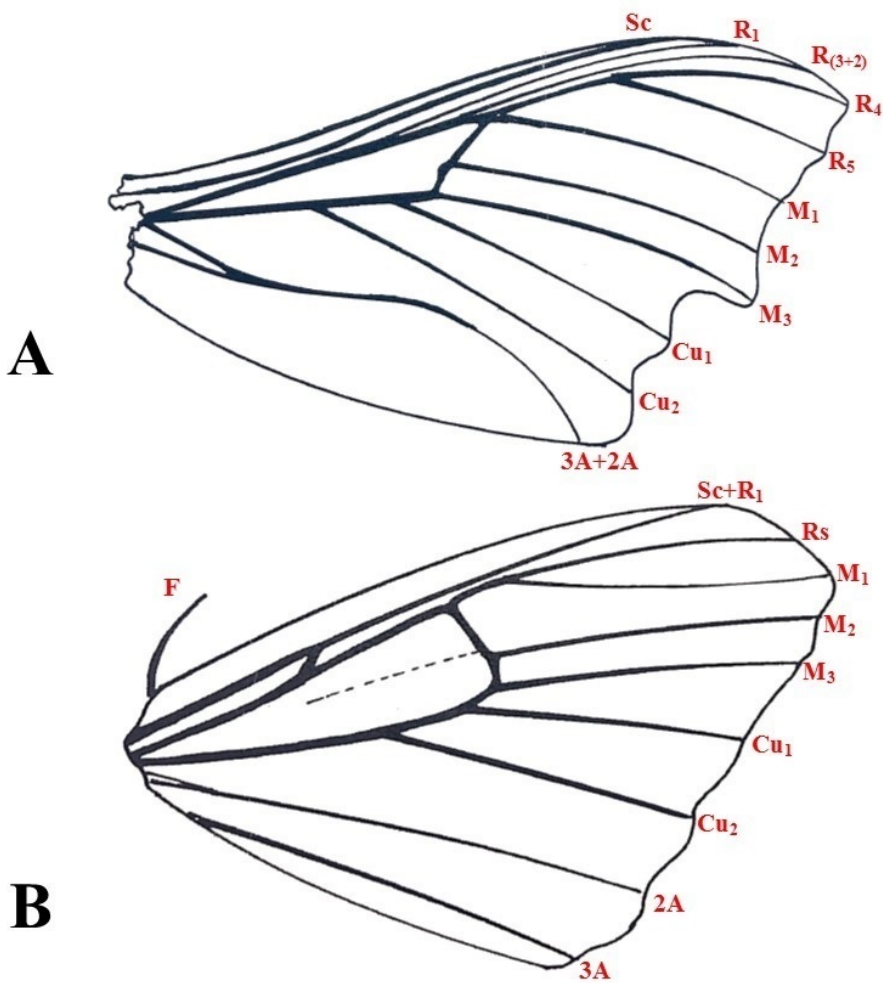 Sc
R₁
R₍₃₊₂₎
R₄
R₅
M₁
M₂
M₃
A
Cu₁
Cu₂
3A+2A
Sc+R₁
Rs
F
M₁
M₂
M₃
Cu₁
Cu₂
B
2A
3A